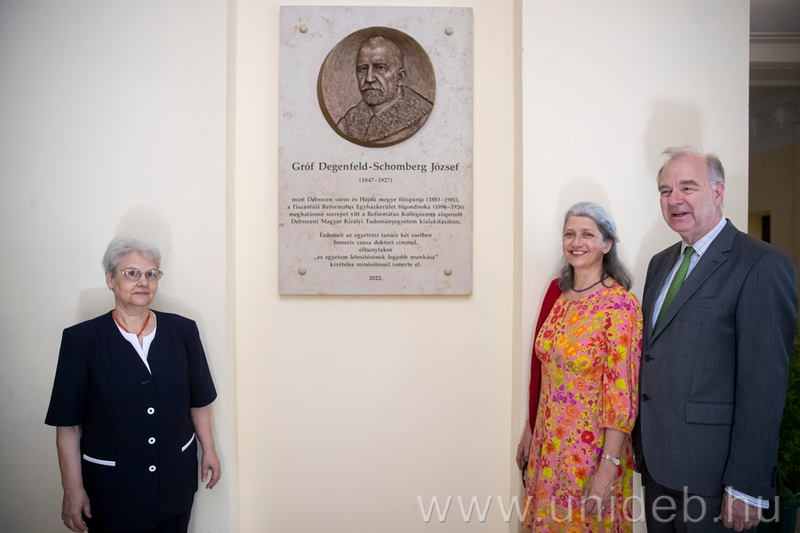 Gróf Degenfeld-Schomberg József
(1847–1927)
mint Debrecen város és Hajdú megye főispánja (1883–1901),
a Tiszántúli Református Egyházkerület főgondnoka (1896–1926)
meghatározó szerepet vitt a Református Kollégiumra alapozott
Debreceni Magyar Királyi Tudományegyetem kialakításában.
Érdemeit az egyetemi tanács két esetben
honoris causa doktori címmel,
elhunytakor
„az egyetem létesítésének legjobb munkása”
kivételes minősítéssel ismerte el.
2022.
www.unideb.hu